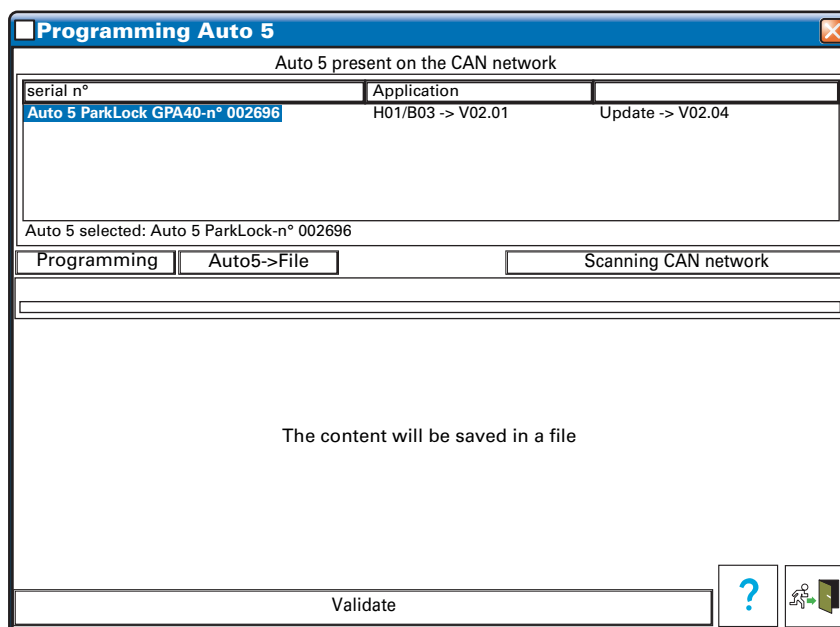 Programming Auto 5
Auto 5 present on the CAN network
serial n° Application
Auto 5 ParkLock GPA40-n° 002696 H01/B03 -> V02.01 Update -> V02.04
Auto 5 selected: Auto 5 ParkLock-n° 002696
Programming Auto5->File Scanning CAN network
The content will be saved in a file
Validate ?